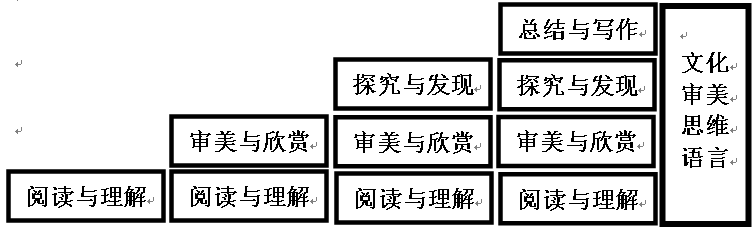 总结与写作
探究与发现 探究与发现
审美与欣赏 审美与欣赏 审美与欣赏
阅读与理解 阅读与理解 阅读与理解 阅读与理解
文化
审美
思维
语言